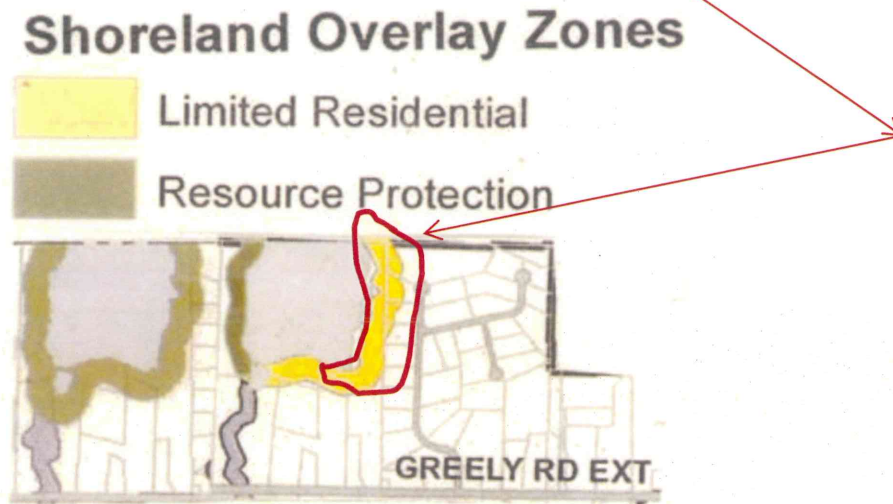 Shoreland Overlay Zones
Limited Residential
Resource Protection
GREELY RD EXT